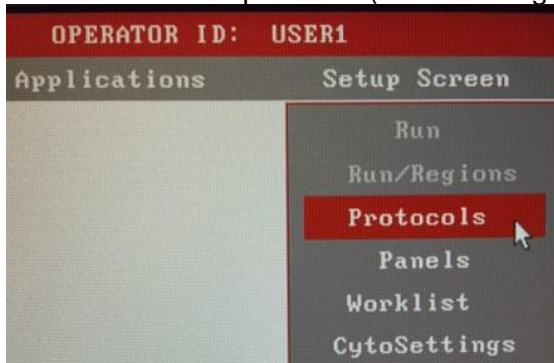 OPERATOR ID: USER1
Applications Setup Screen
Run
Run/Regions
Protocols
Panels
Worklist
CytoSettings